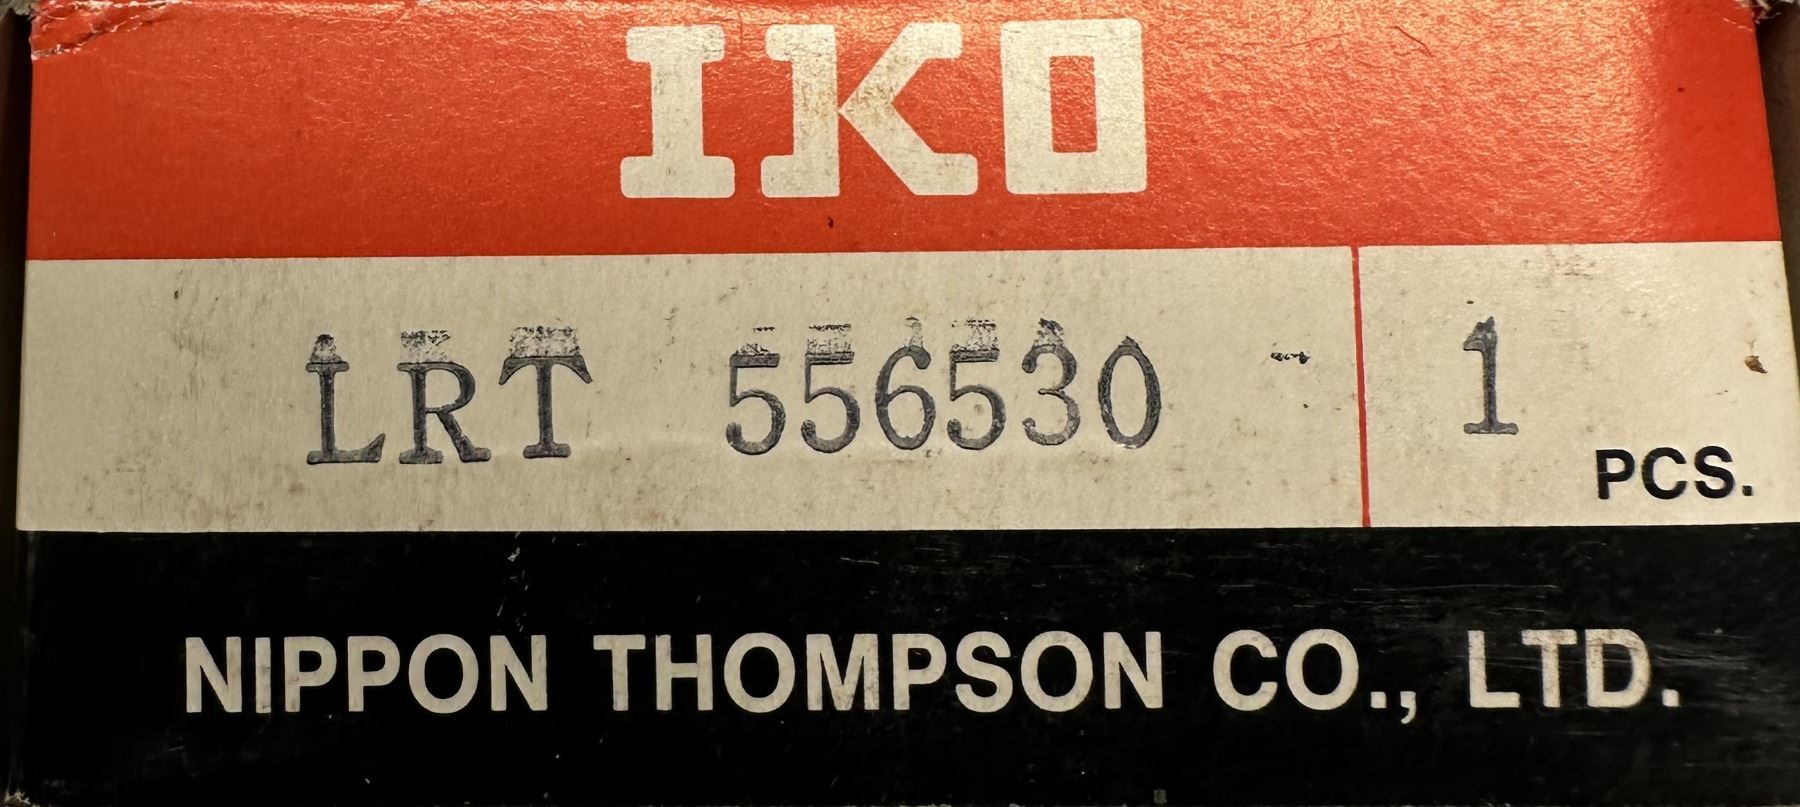 IKO
LRT 556530 1 PCS.
NIPPON THOMPSON CO., LTD.